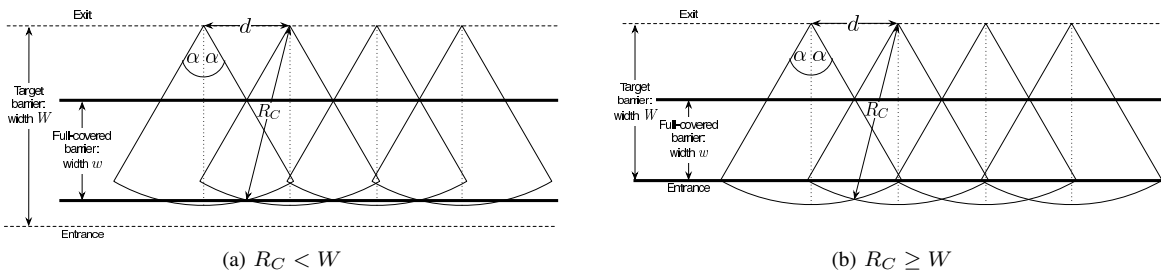 Exit
d
α α
Target
barrier:
width W
Full-covered
barrier:
width w
R_C
Entrance
(a) R_C < W
Exit
d
α α
Target
barrier:
width W
Full-covered
barrier:
width w
R_C
Entrance
(b) R_C ≥ W